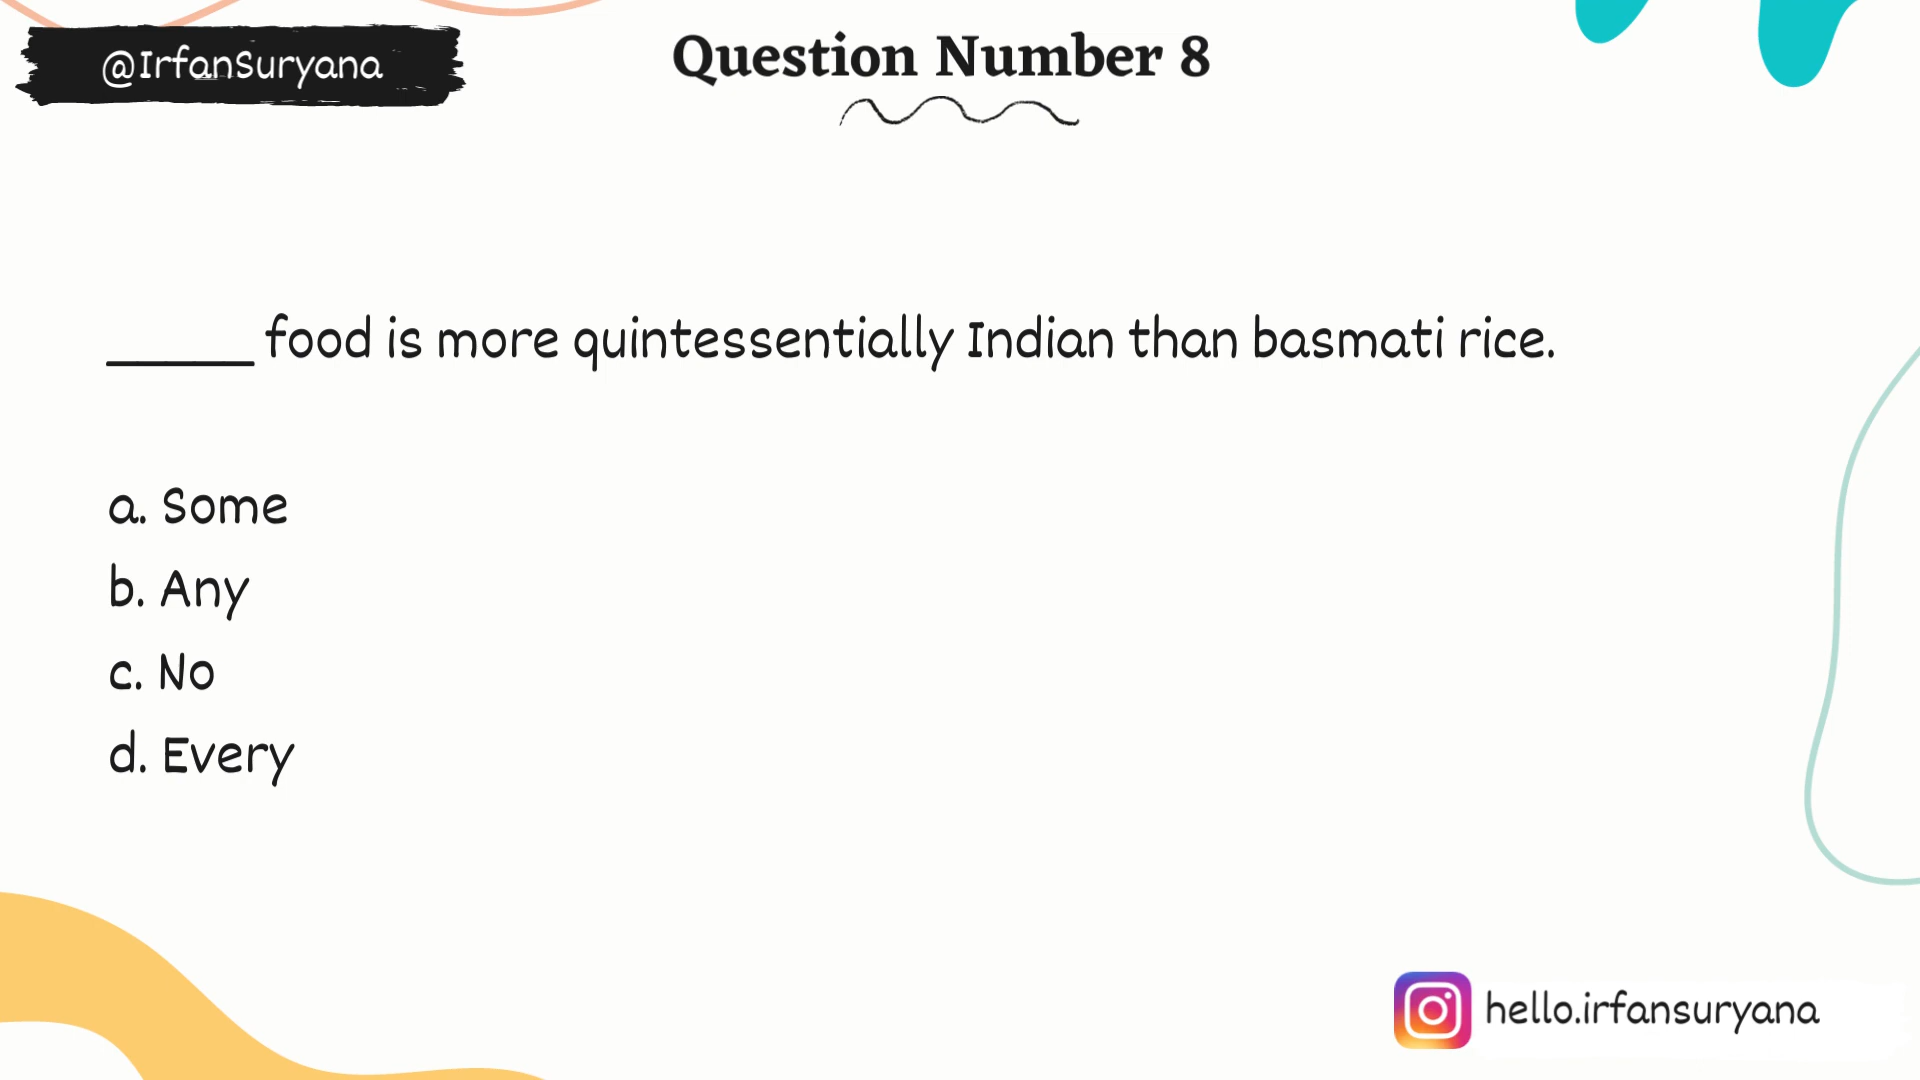 @IrfanSuryana
Question Number 8
_____ food is more quintessentially Indian than basmati rice.
a. Some
b. Any
c. No
d. Every
hello.irfansuryana